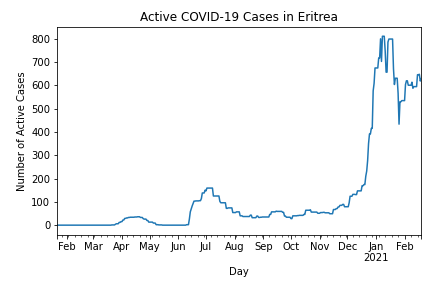 Active COVID-19 Cases in Eritrea
Number of Active Cases
800
700
600
500
400
300
200
100
0
Feb Mar Apr May Jun Jul Aug Sep Oct Nov Dec Jan Feb
2021
Day